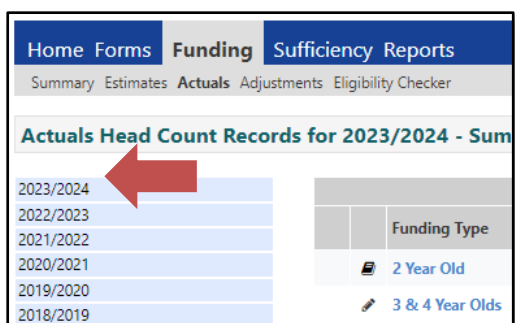 Home Forms Funding Sufficiency Reports
Summary Estimates Actuals Adjustments Eligibility Checker
Actuals Head Count Records for 2023/2024 - Sum
2023/2024
2022/2023
2021/2022
2020/2021
2019/2020
2018/2019
Funding Type
2 Year Old
3 & 4 Year Olds